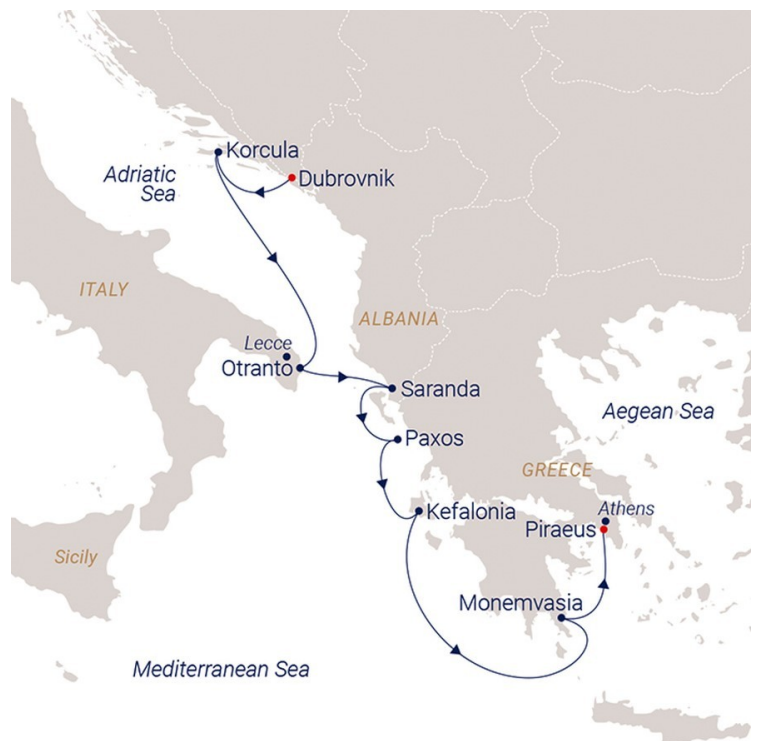 Korcula
Adriatic
Sea
Dubrovnik
ITALY
ALBANIA
Lecce
Otranto
Saranda
Aegean Sea
Paxos
GREECE
Kefalonia
Athens
Piraeus
Sicily
Monemvasia
Mediterranean Sea